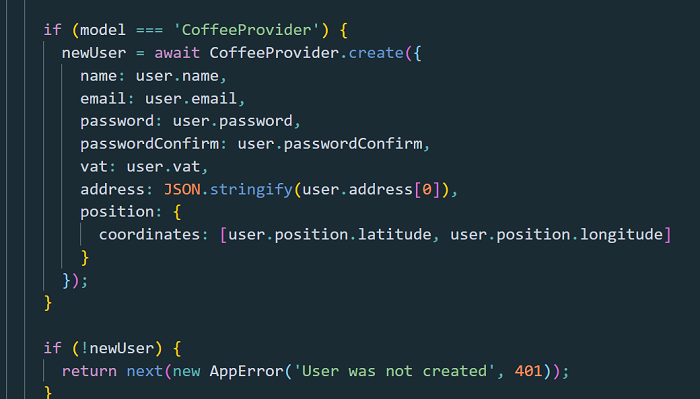 if (model === 'CoffeeProvider') {
newUser = await CoffeeProvider.create({
name: user.name,
email: user.email,
password: user.password,
passwordConfirm: user.passwordConfirm,
vat: user.vat,
address: JSON.stringify(user.address[0]),
position: {
coordinates: [user.position.latitude, user.position.longitude]
}
});
}
if (!newUser) {
return next(new AppError('User was not created', 401));
}